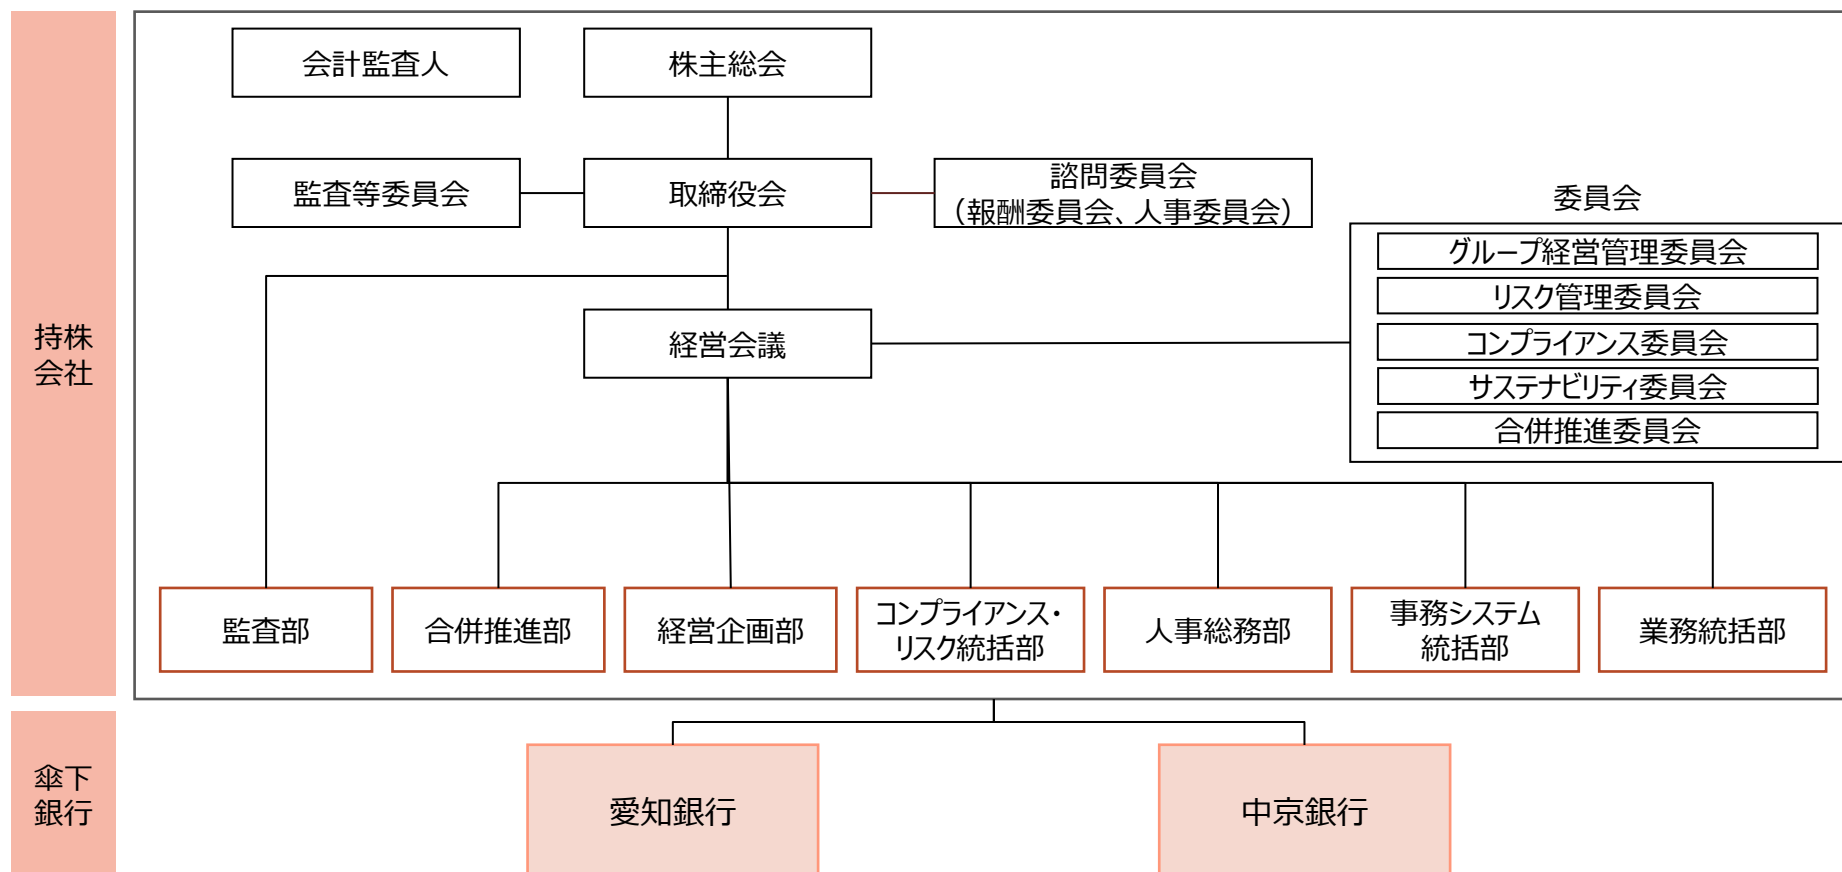 会計監査人
株主総会
監査等委員会
取締役会
諮問委員会
（報酬委員会、人事委員会）
委員会
グループ経営管理委員会
リスク管理委員会
コンプライアンス委員会
サステナビリティ委員会
合併推進委員会
経営会議
持株
会社
監査部
合併推進部
経営企画部
コンプライアンス・
リスク統括部
人事総務部
事務システム
統括部
業務統括部
傘下
銀行
愛知銀行
中京銀行